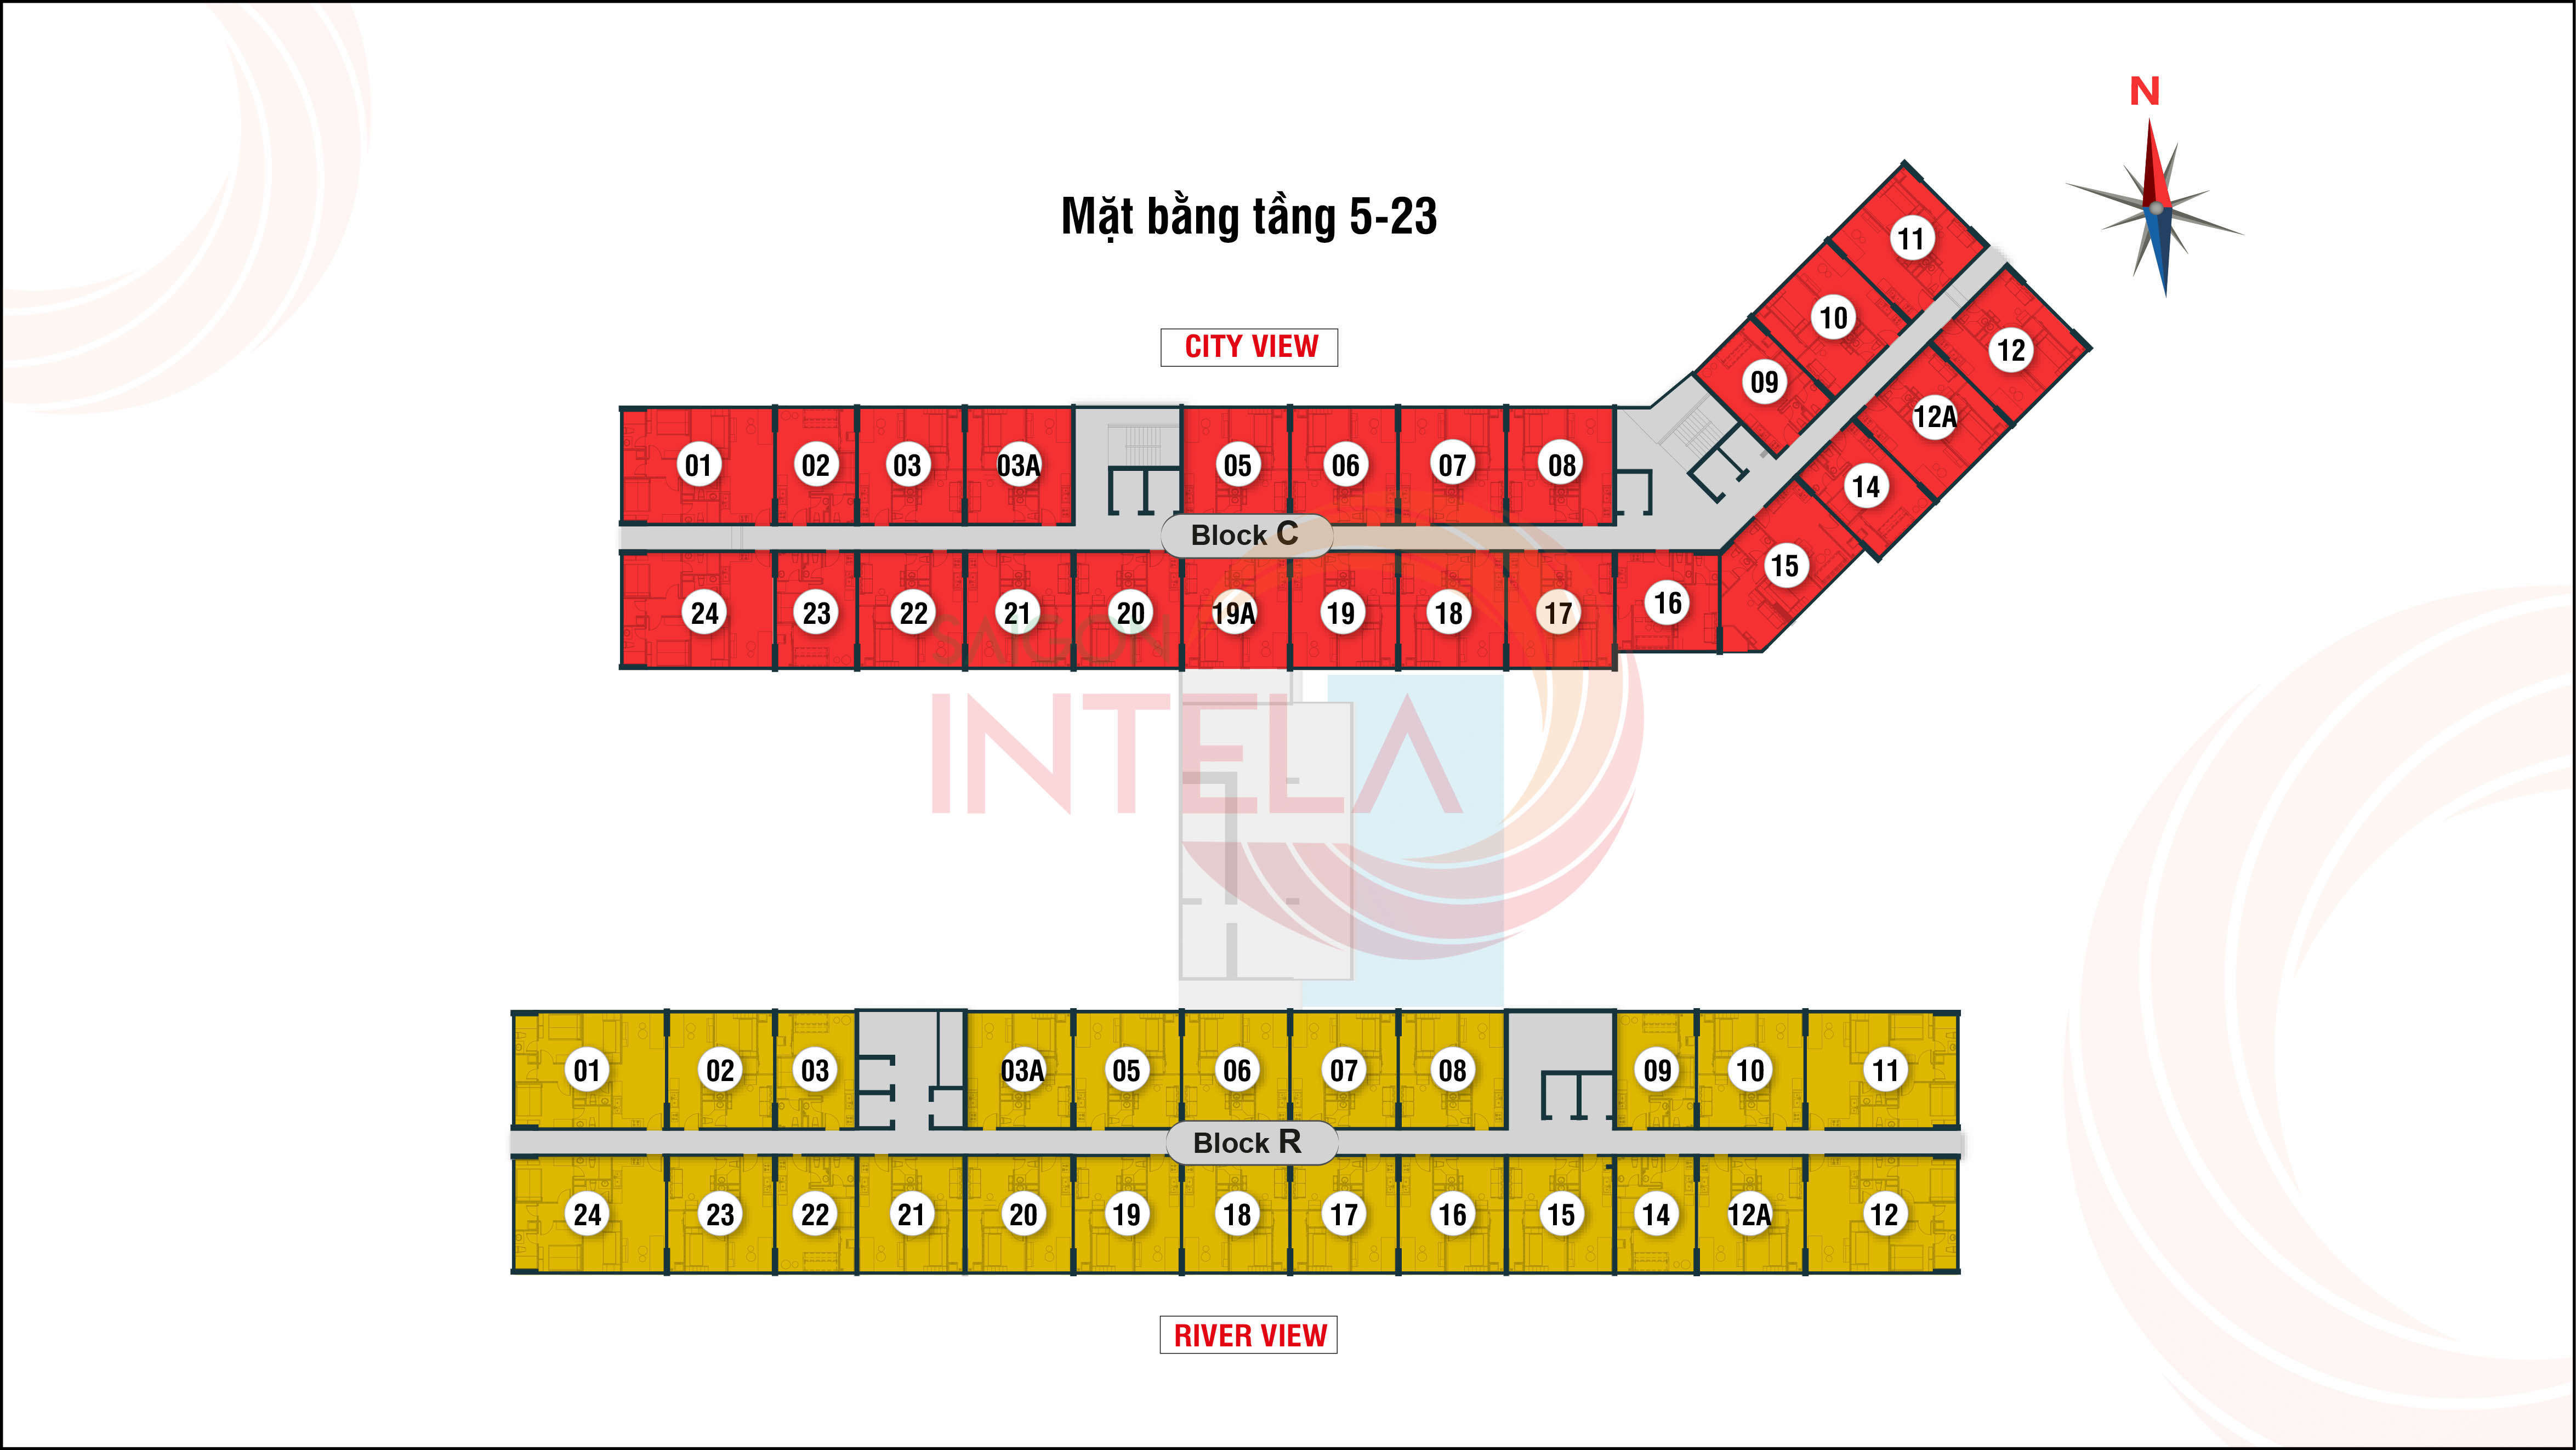 N
Mặt bằng tầng 5-23
CITY VIEW
11
10
12
09
12A
01 02 03 03A 05 06 07 08
14
Block C
15
24 23 22 21 20 19A 19 18 17 16
SAIGON
INTELA
01 02 03 03A 05 06 07 08 09 10 11
Block R
24 23 22 21 20 19 18 17 16 15 14 12A 12
RIVER VIEW